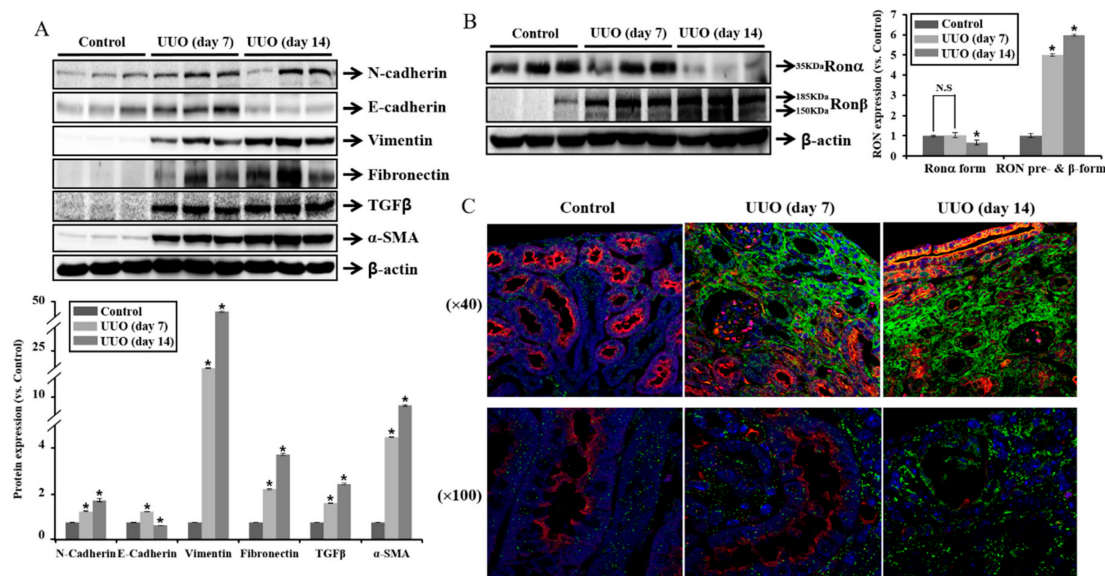 A
Control UUO (day 7) UUO (day 14)
N-cadherin
E-cadherin
Vimentin
Fibronectin
TGFβ
α-SMA
β-actin
50
25
10
4
2
0
Protein expression (vs. Control)
Control
UUO (day 7)
UUO (day 14)
* * * * * * * * * * * *
N-Cadherin E-Cadherin Vimentin Fibronectin TGFβ α-SMA
B
Control UUO (day 7) UUO (day 14)
35KDa Ronα
185KDa
150KDa Ronβ
β-actin
RON expression (vs. Control)
7
6
5
4
3
2
1
0
Control
UUO (day 7)
UUO (day 14)
N.S
* * *
Ronα form RON pre- & β-form
C
Control UUO (day 7) UUO (day 14)
(×40)
(×100)